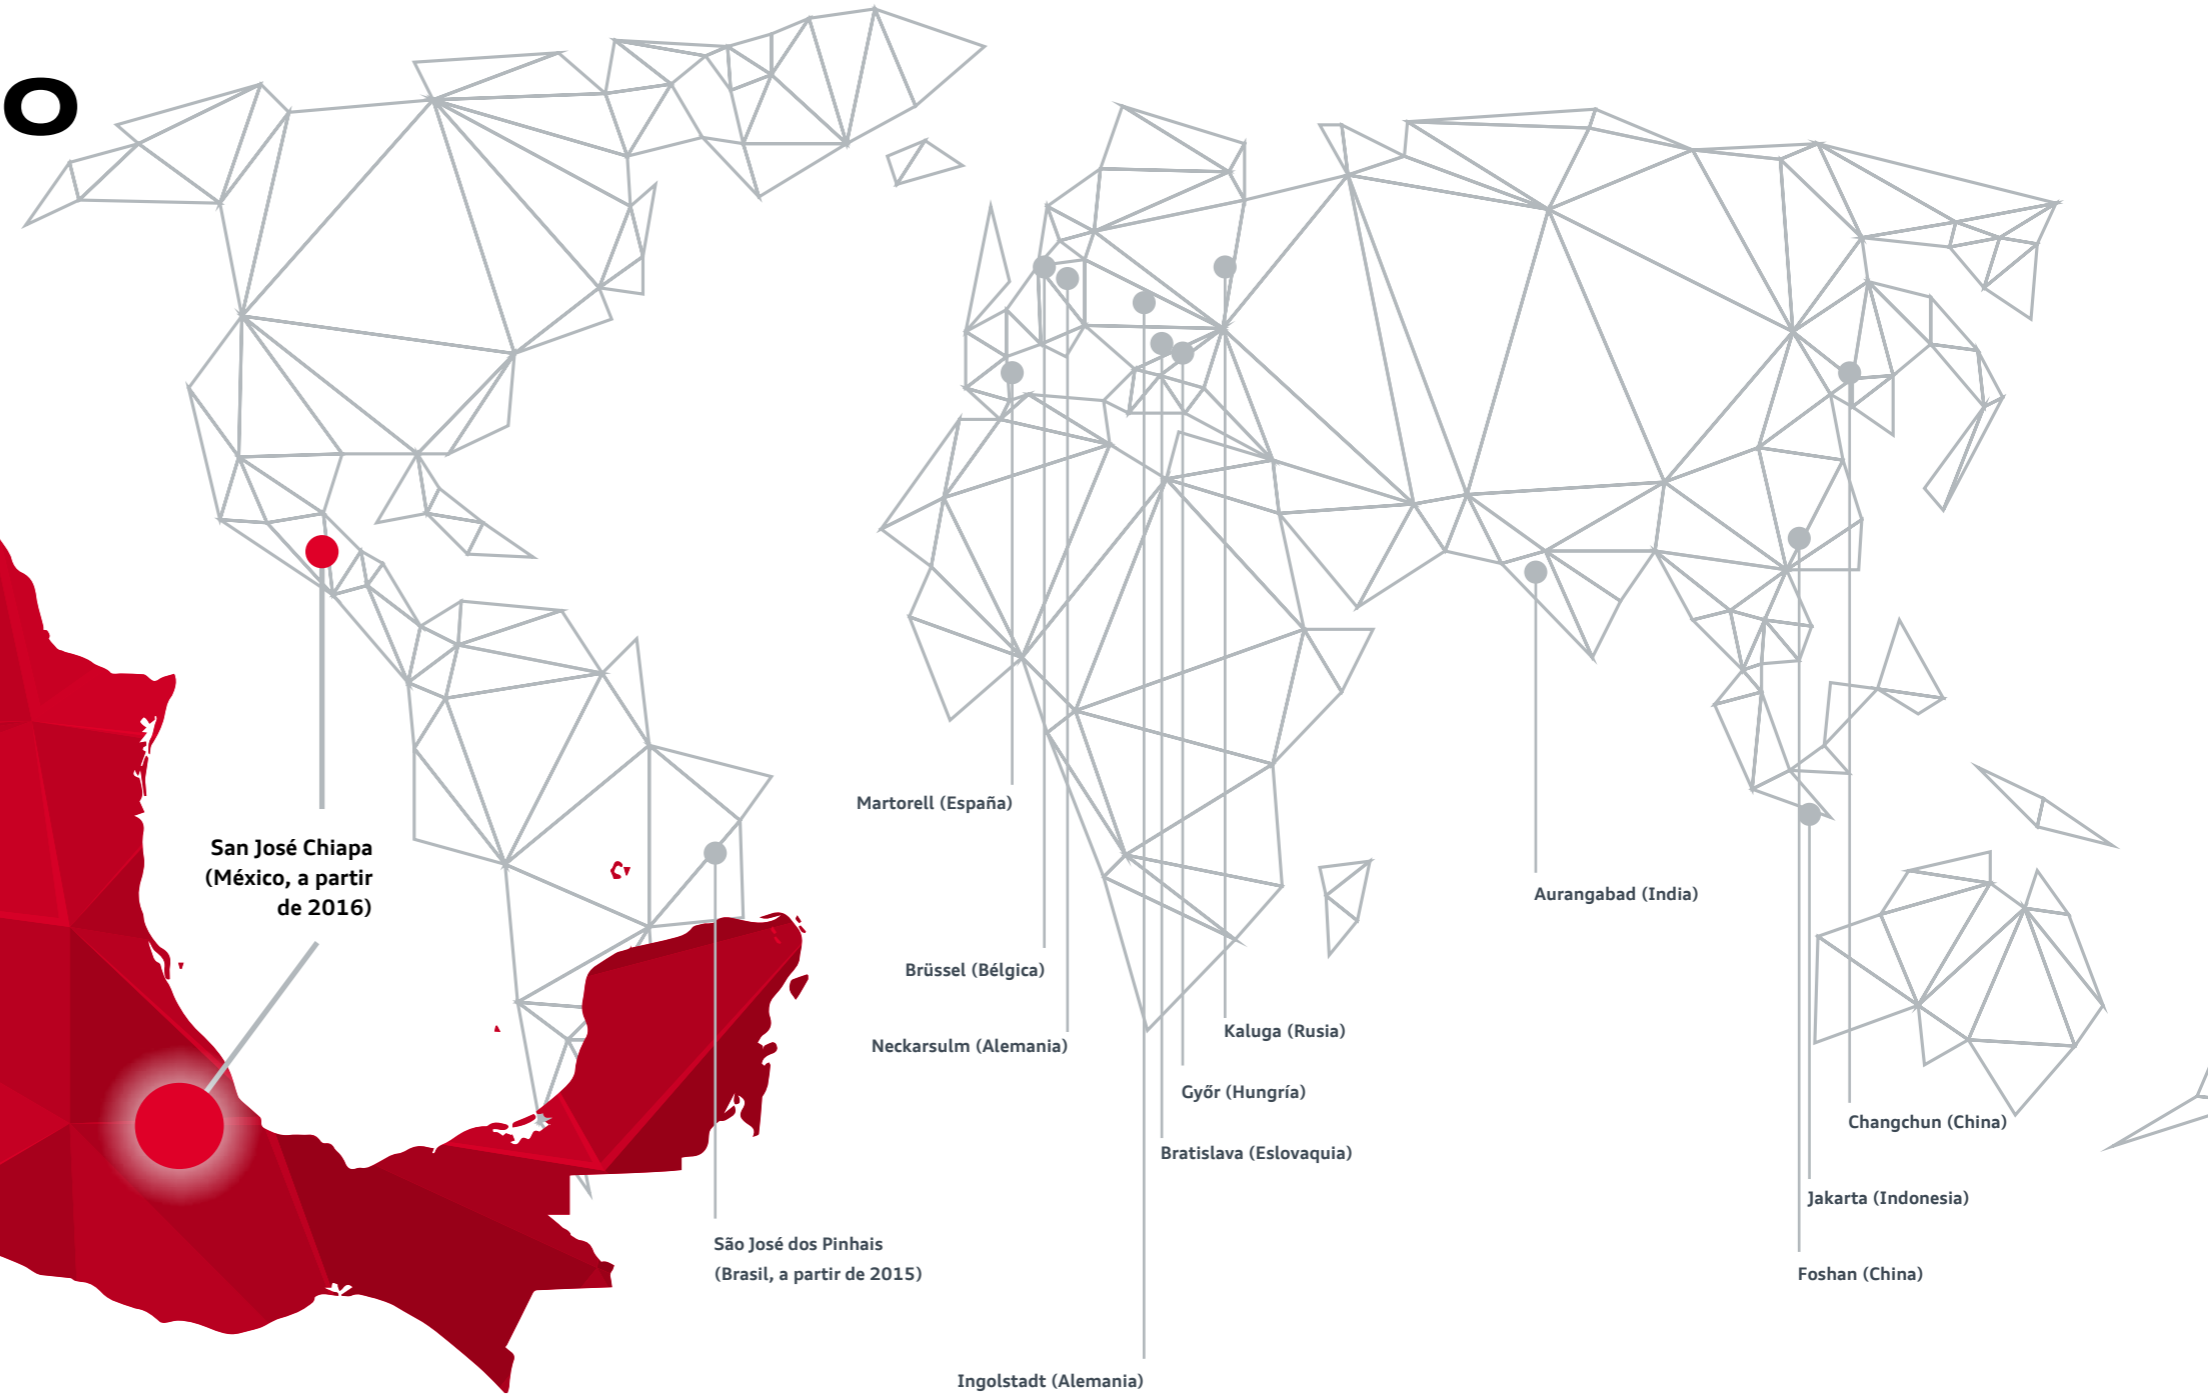 O
San José Chiapa
(México, a partir
de 2016)
Martorell (España)
Aurangabad (India)
Brüssel (Bélgica)
Kaluga (Rusia)
Neckarsulm (Alemania)
Győr (Hungría)
Changchun (China)
Bratislava (Eslovaquia)
Jakarta (Indonesia)
São José dos Pinhais
(Brasil, a partir de 2015)
Foshan (China)
Ingolstadt (Alemania)